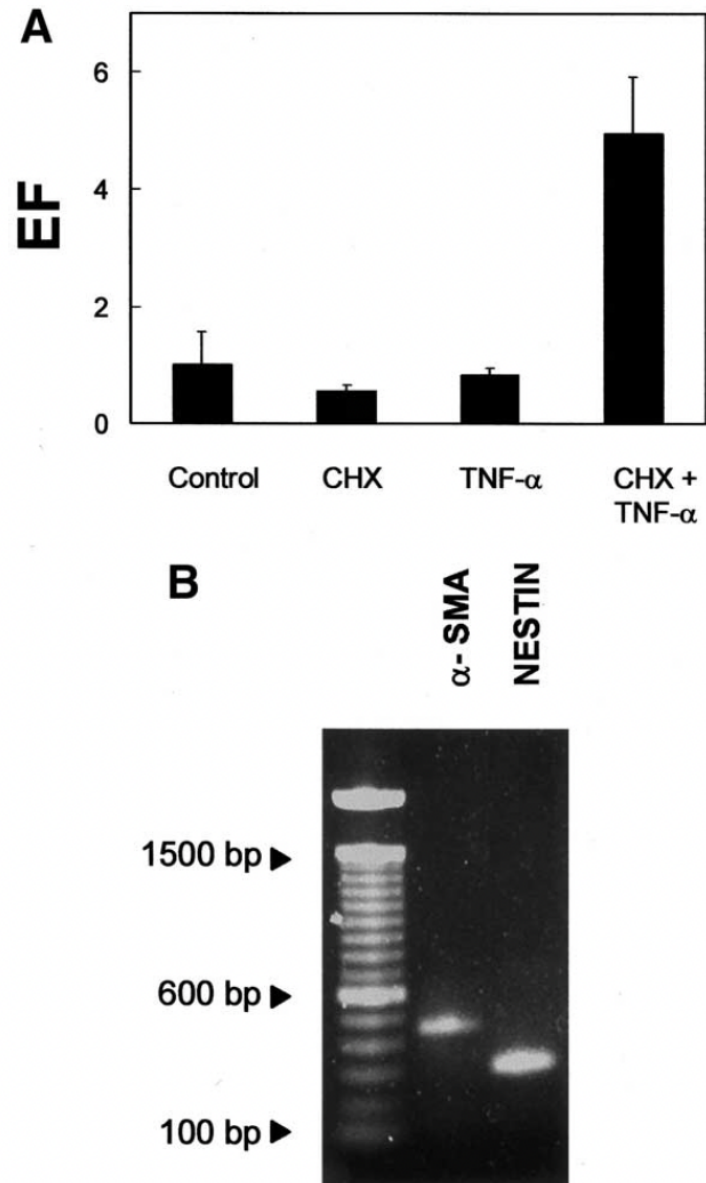 A
6
4
2
0
EF
Control CHX TNF-α CHX +
TNF-α
B
α- SMA
NESTIN
1500 bp
600 bp
100 bp